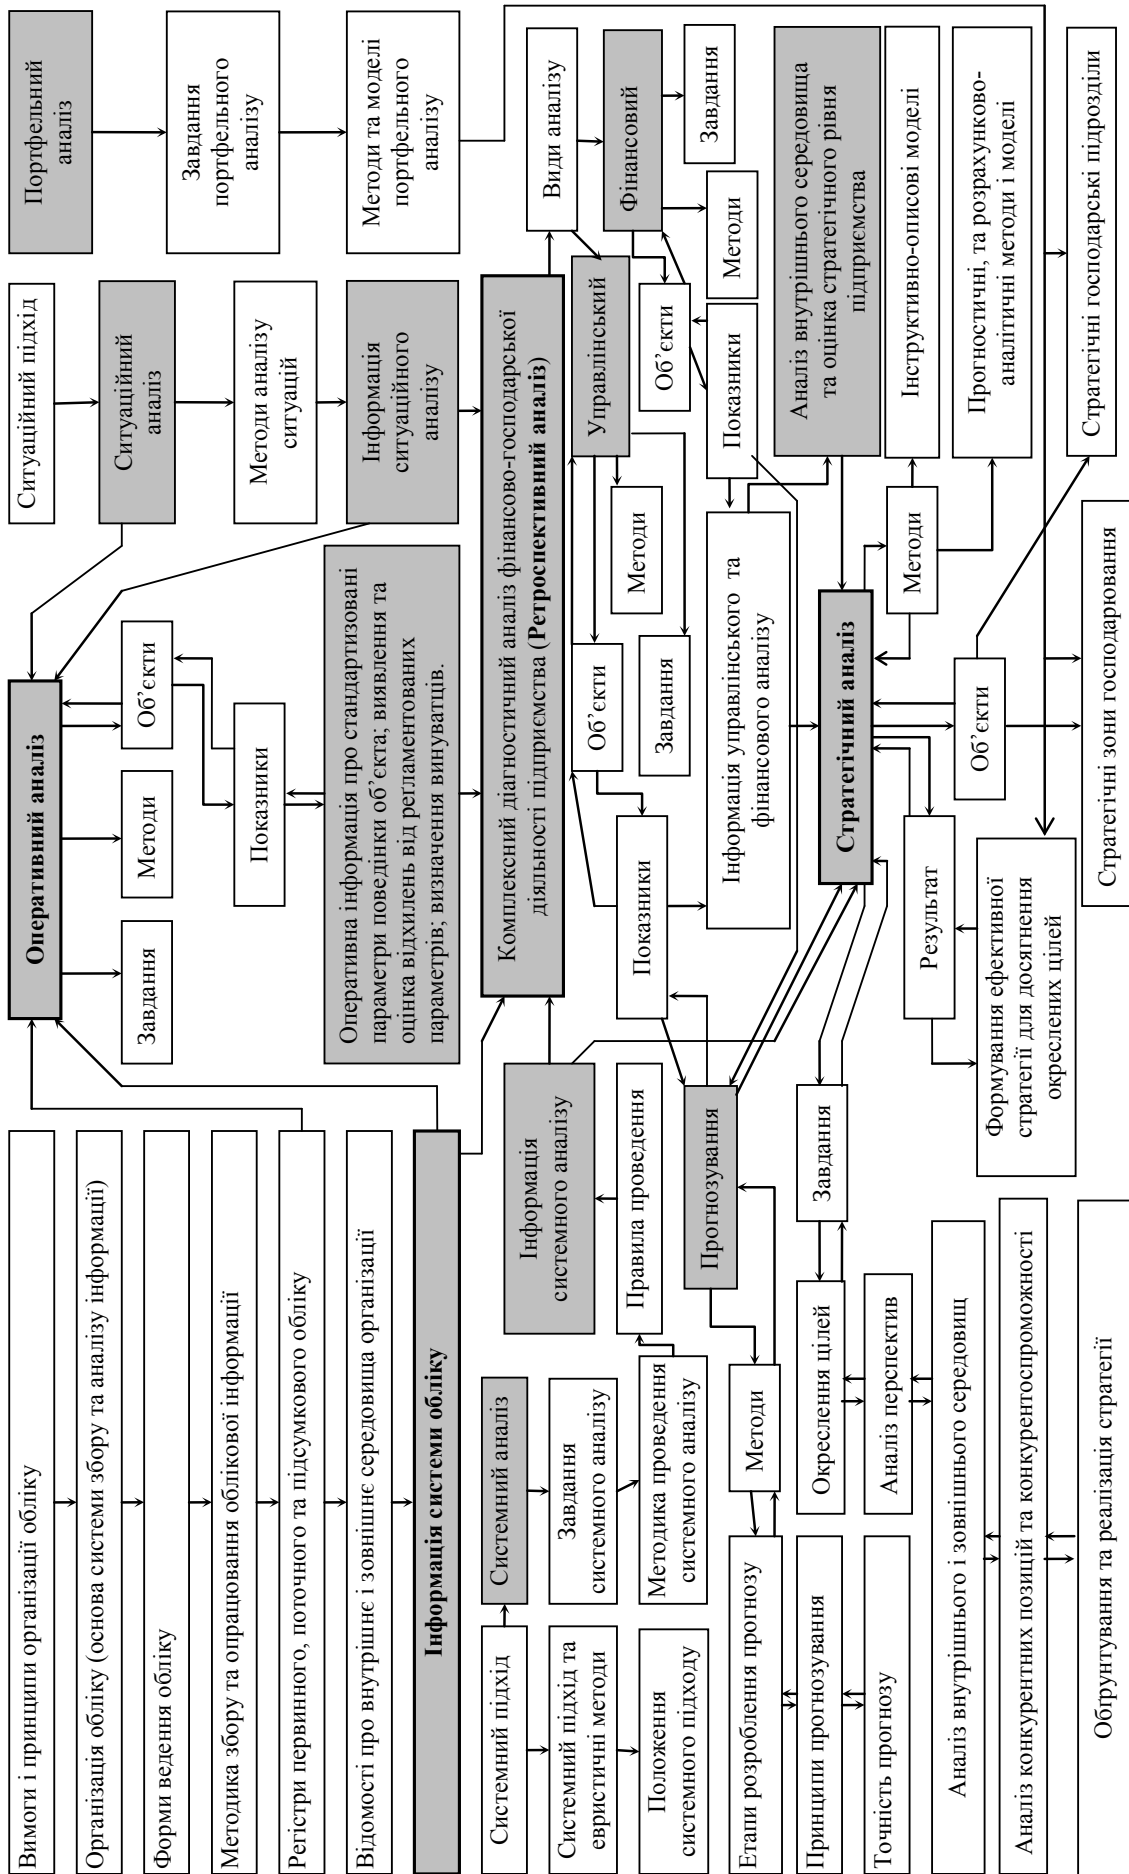 Вимоги і принципи організації обліку
Організація обліку (основа системи збору та аналізу інформації)
Форми ведення обліку
Методика збору та опрацювання облікової інформації
Регістри первинного, поточного та підсумкового обліку
Відомості про внутрішнє і зовнішнє середовища організації
Інформація системи обліку
Оперативний аналіз
Завдання
Методи
Об’єкти
Показники
Оперативна інформація про стандартизовані
параметри поведінки об’єкта; виявлення та
оцінка відхилень від регламентованих
параметрів; визначення винуватців.
Ситуаційний підхід
Ситуаційний
аналіз
Методи аналізу
ситуацій
Інформація
ситуаційного
аналізу
Портфельний
аналіз
Завдання
портфельного
аналізу
Методи та моделі
портфельного
аналізу
Системний підхід
Системний підхід та
евристичні методи
Положення
системного підходу
Системний аналіз
Завдання
системного аналізу
Методика проведення
системного аналізу
Інформація
системного аналізу
Правила проведення
Комплексний діагностичний аналіз фінансово-господарської
діяльності підприємства (Ретроспективний аналіз)
Види аналізу
Управлінський
Фінансовий
Об’єкти
Методи
Завдання
Показники
Об’єкти
Показники
Методи
Завдання
Інформація управлінського та
фінансового аналізу
Аналіз внутрішнього середовища
та оцінка стратегічного рівня
підприємства
Прогнозування
Методи
Етапи розроблення прогнозу
Принципи прогнозування
Точність прогнозу
Стратегічний аналіз
Завдання
Окреслення цілей
Аналіз перспектив
Аналіз внутрішнього і зовнішнього середовищ
Аналіз конкурентних позицій та конкурентоспроможності
Обґрунтування та реалізація стратегії
Результат
Формування ефективної
стратегії для досягнення
окреслених цілей
Об’єкти
Методи
Інструктивно-описові моделі
Прогностичні, та розрахунково-
аналітичні методи і моделі
Стратегічні господарські підрозділи
Стратегічні зони господарювання